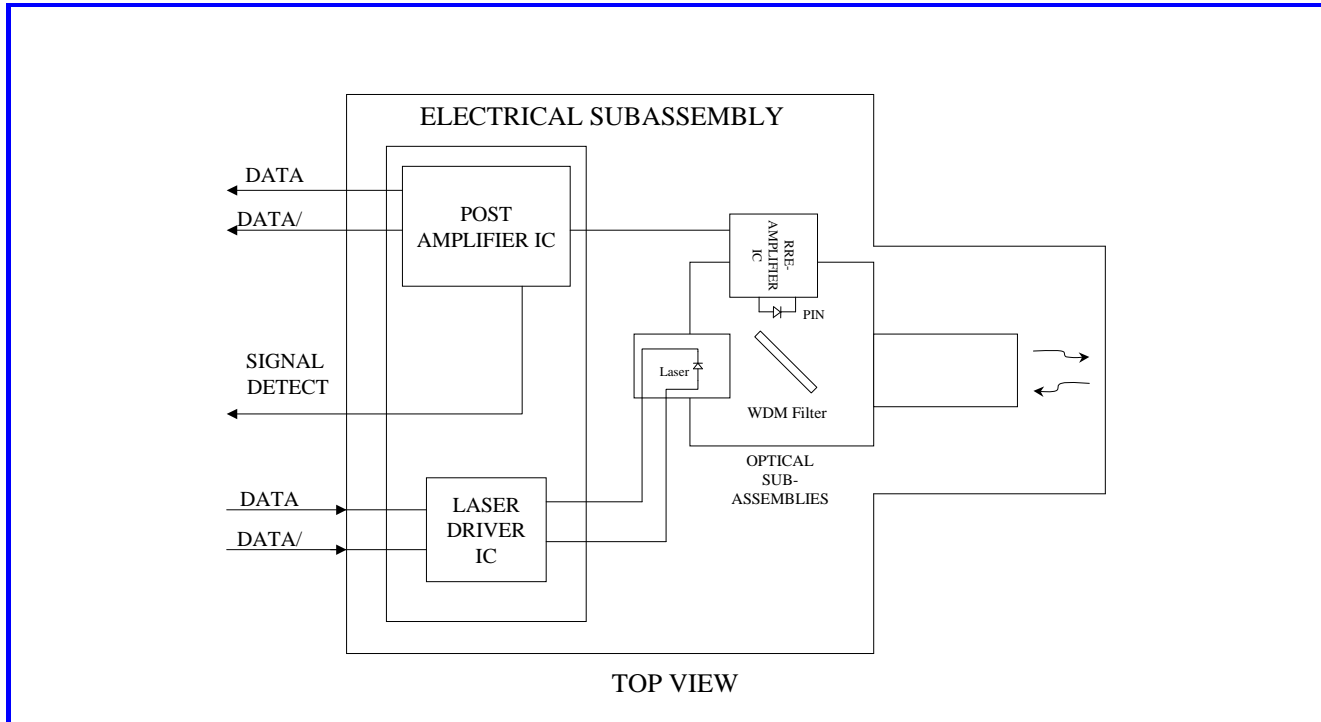 ELECTRICAL SUBASSEMBLY
DATA
DATA/
POST
AMPLIFIER IC
RRE-
AMPLIFIER
IC
PIN
SIGNAL
DETECT
Laser
WDM Filter
OPTICAL
SUB-
ASSEMBLIES
DATA
DATA/
LASER
DRIVER
IC
TOP VIEW